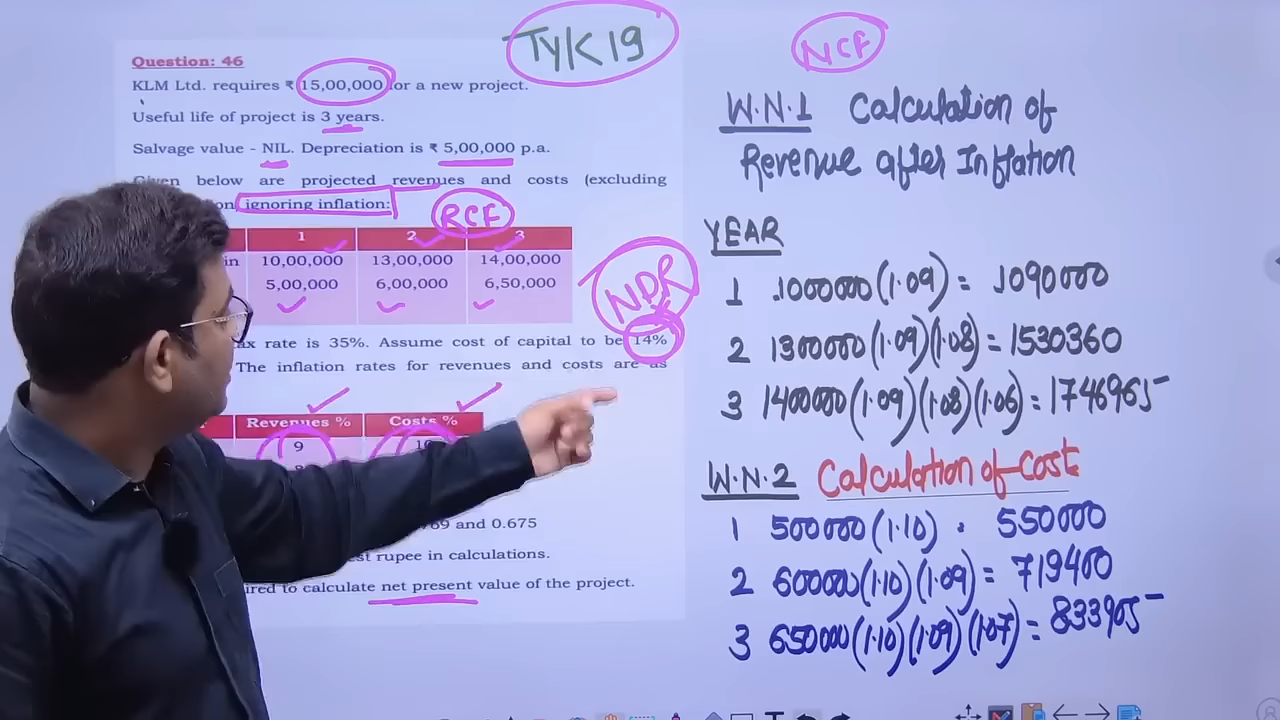 TYK 19
NCF
Question: 46
KLM Ltd. requires ₹ 15,00,000 for a new project.
Useful life of project is 3 years.
Salvage value - NIL. Depreciation is ₹ 5,00,000 p.a.
Given below are projected revenues and costs (excluding
ignoring inflation:
RCF
1 2 3
in 10,00,000 13,00,000 14,00,000
5,00,000 6,00,000 6,50,000
NDR
rate is 35%. Assume cost of capital to be 14%
The inflation rates for revenues and costs are as
Revenues % Costs %
9 10
and 0.675
rupee in calculations.
to calculate net present value of the project.
W.N.1 Calculation of
Revenue after Inflation
YEAR
1 1000000(1.09) = 1090000
2 1300000(1.09)(1.08) = 1530360
3 1400000(1.09)(1.08)(1.06) = 1746965
W.N.2 Calculation of Costs
1 500000(1.10) = 550000
2 600000(1.10)(1.09) = 719400
3 650000(1.10)(1.09)(1.07) = 833905